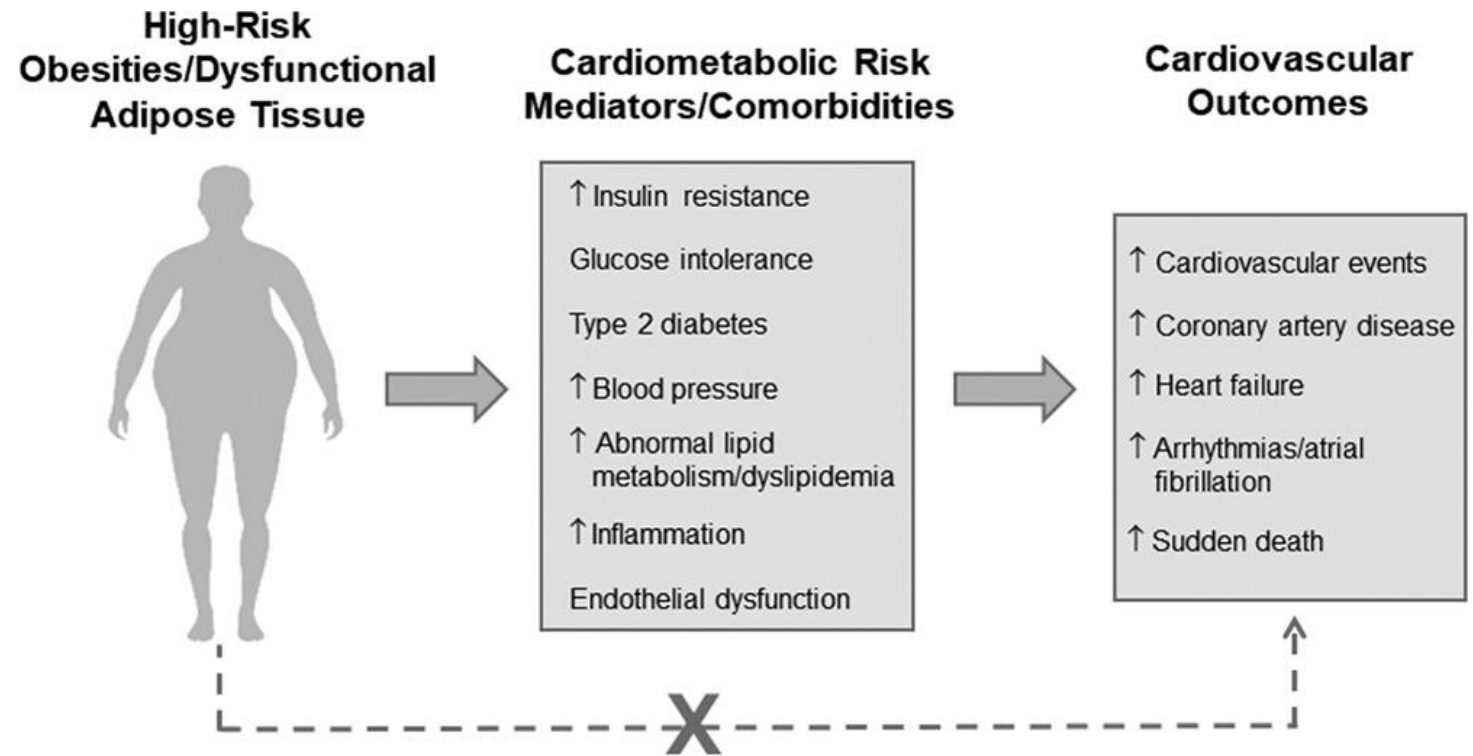 High-Risk
Obesities/Dysfunctional
Adipose Tissue
Cardiometabolic Risk
Mediators/Comorbidities
Cardiovascular
Outcomes
↑ Insulin resistance
Glucose intolerance
Type 2 diabetes
↑ Blood pressure
↑ Abnormal lipid
metabolism/dyslipidemia
↑ Inflammation
Endothelial dysfunction
↑ Cardiovascular events
↑ Coronary artery disease
↑ Heart failure
↑ Arrhythmias/atrial
fibrillation
↑ Sudden death
X